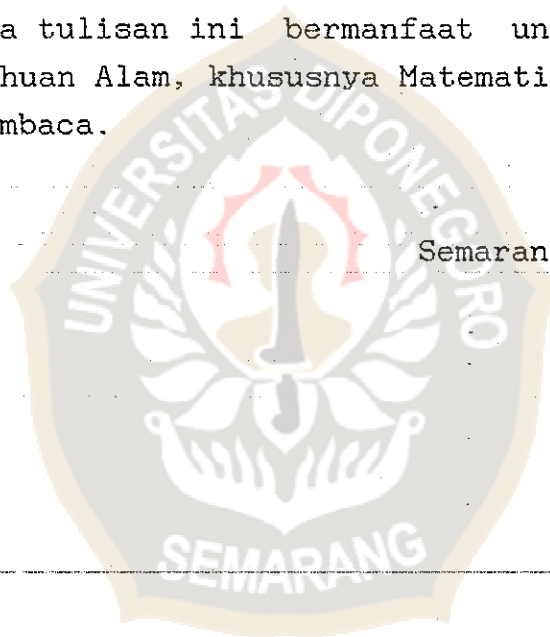 a tulisan ini bermanfaat un
huan Alam, khususnya Matemati
mbaca.
UNIVERSITAS DIPONEGORO
Semaran
SEMARANG